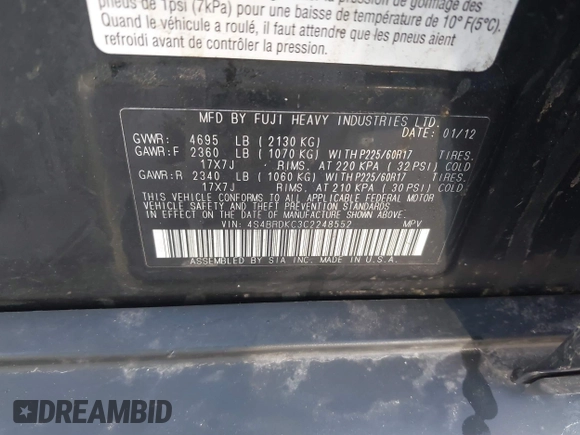 pneus de 1psi (7kPa) pour une baisse de température de 10° F(5°C).
Quand le véhicule a roulé, il faut attendre que les pneus aient
refroidi avant de contrôler la pression.
MFD BY FUJI HEAVY INDUSTRIES LTD.
DATE: 01/12
GVWR: 4695 LB ( 2130 KG)
GAWR:F 2360 LB ( 1070 KG) WITH P225/60R17 TIRES.
17X7J RIMS. AT 220 KPA ( 32 PSI) COLD
GAWR:R 2340 LB ( 1060 KG) WITH P225/60R17 TIRES.
17X7J RIMS. AT 210 KPA ( 30 PSI) COLD
THIS VEHICLE CONFORMS TO ALL APPLICABLE FEDERAL MOTOR
VEHICLE SAFETY STANDARDS IN EFFECT ON THE DATE OF
MANUFACTURE SHOWN ABOVE.
VIN: 4S4BRDKC3C2248552 MPV
ASSEMBLED BY SIA INC. MADE IN U.S.A.
DREAMBID